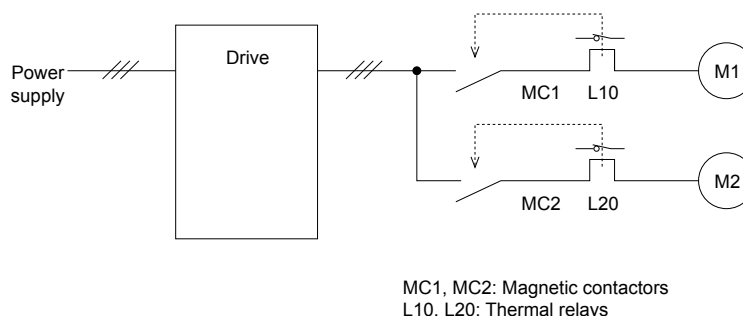 Power
supply
Drive
MC1
L10
M1
MC2
L20
M2
MC1, MC2: Magnetic contactors
L10, L20: Thermal relays